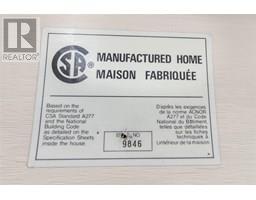 REALTOR
CSA
MANUFACTURED HOME
MAISON FABRIQUÉE
Based on the
requirements of
CSA Standard A277
and the National
Building Code
as detailed on the
Specification Sheets
inside the house.
NO.
9846
D'après les exigences
de la norme ACNOR
A277 et du Code
National du Bâtiment,
telles que détaillées
sur les fiches
techniques à
l'intérieur de la maison